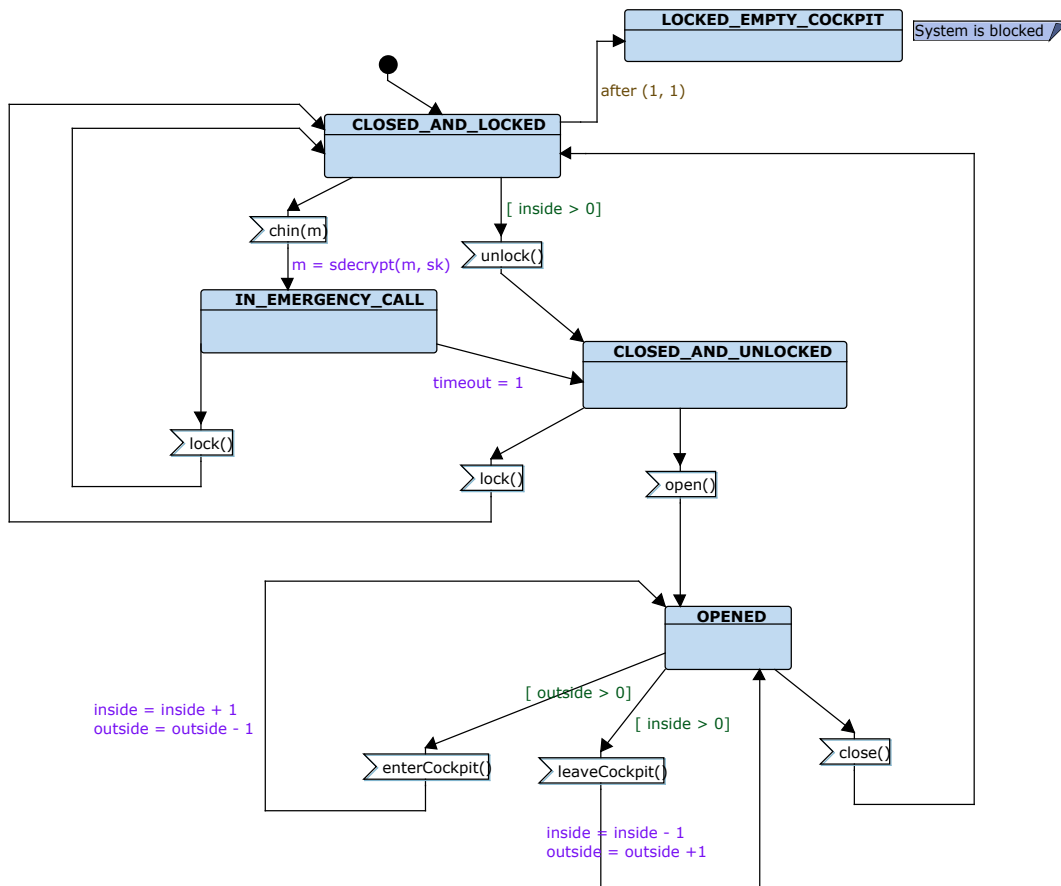 LOCKED_EMPTY_COCKPIT
System is blocked
after (1, 1)
CLOSED_AND_LOCKED
[ inside > 0]
chin(m)
unlock()
m = sdecrypt(m, sk)
IN_EMERGENCY_CALL
CLOSED_AND_UNLOCKED
timeout = 1
lock()
lock()
open()
OPENED
[ outside > 0]
inside = inside + 1
outside = outside - 1
[ inside > 0]
close()
enterCockpit()
leaveCockpit()
inside = inside - 1
outside = outside +1